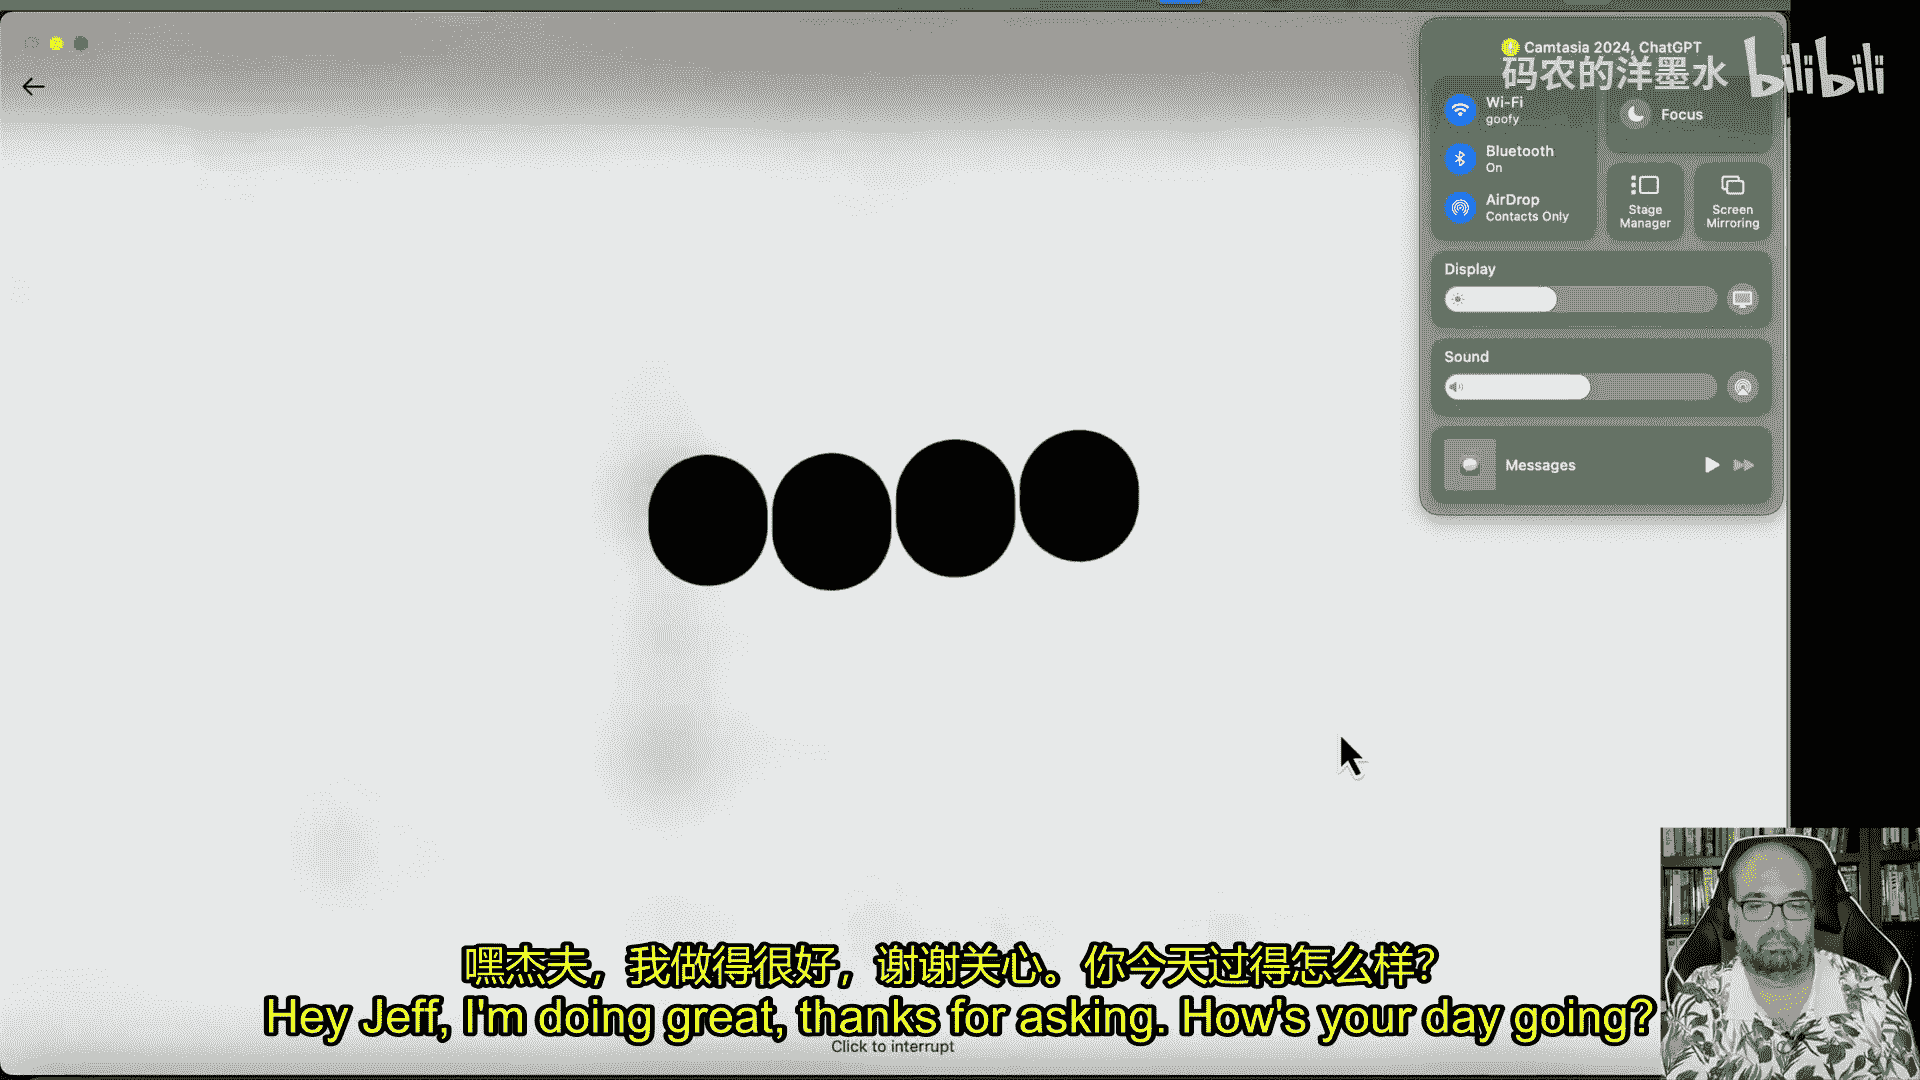 Camtasia 2024, ChatGPT
码农的洋墨水 bilibili
Wi-Fi
goofy
Focus
Bluetooth
On
AirDrop
Contacts Only
Stage
Manager
Screen
Mirroring
Display
Sound
Messages
嘿杰夫，我做得很好，谢谢关心。你今天过得怎么样？
Hey Jeff, I'm doing great, thanks for asking. How's your day going?
Click to interrupt